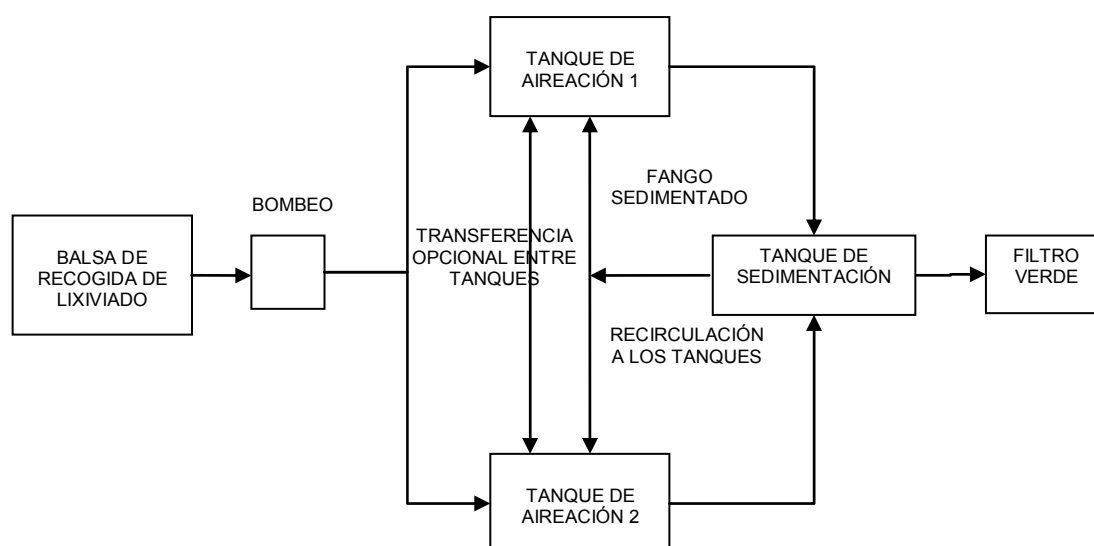 TANQUE DE
AIREACIÓN 1
FANGO
SEDIMENTADO
BOMBEO
TRANSFERENCIA
OPCIONAL ENTRE
TANQUES
BALSA DE
RECOGIDA DE
LIXIVIADO
TANQUE DE
SEDIMENTACIÓN
FILTRO
VERDE
RECIRCULACIÓN
A LOS TANQUES
TANQUE DE
AIREACIÓN 2